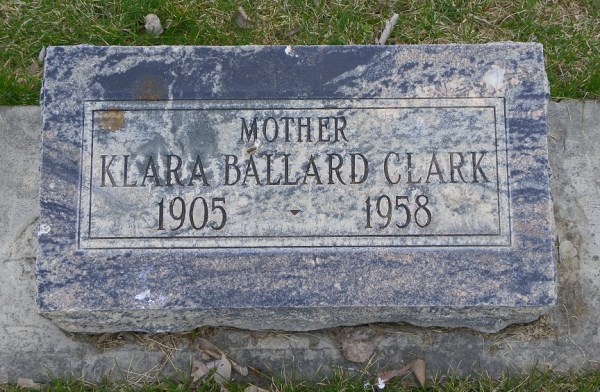 MOTHER
KLARA BALLARD CLARK
1905 - 1958